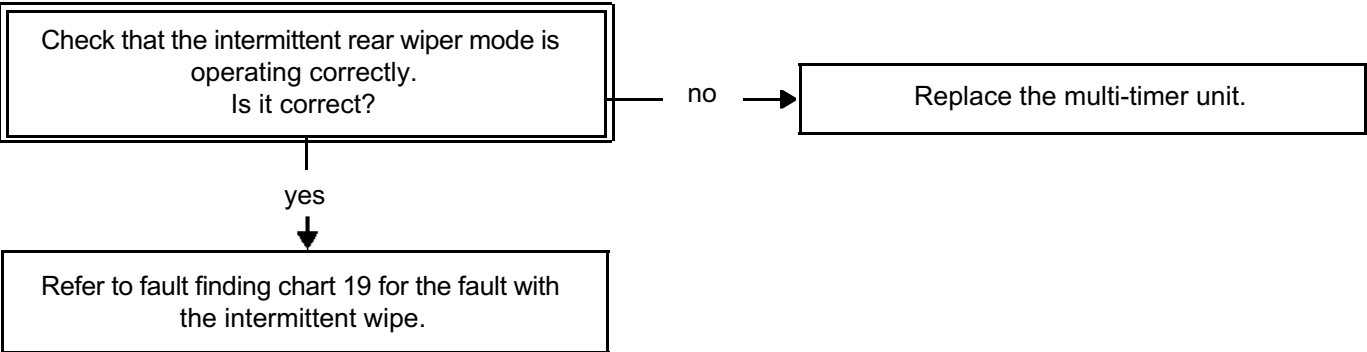 Check that the intermittent rear wiper mode is
operating correctly.
Is it correct?
no
Replace the multi-timer unit.
yes
Refer to fault finding chart 19 for the fault with
the intermittent wipe.